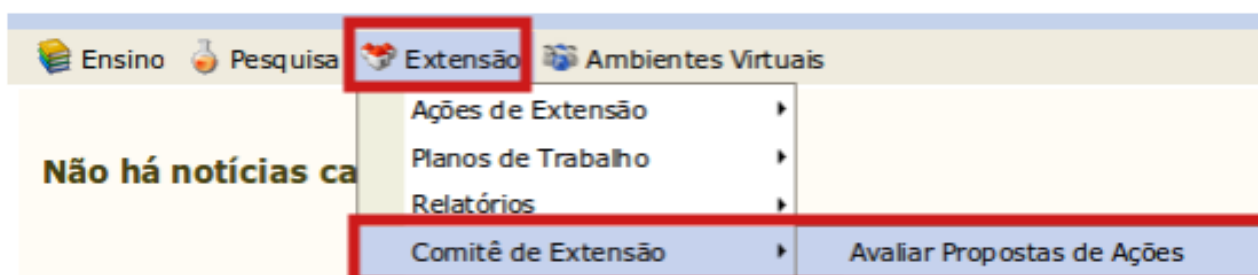 Ensino Pesquisa Extensão Ambientes Virtuais
Ações de Extensão
Planos de Trabalho
Não há notícias ca
Relatórios
Comitê de Extensão Avaliar Propostas de Ações